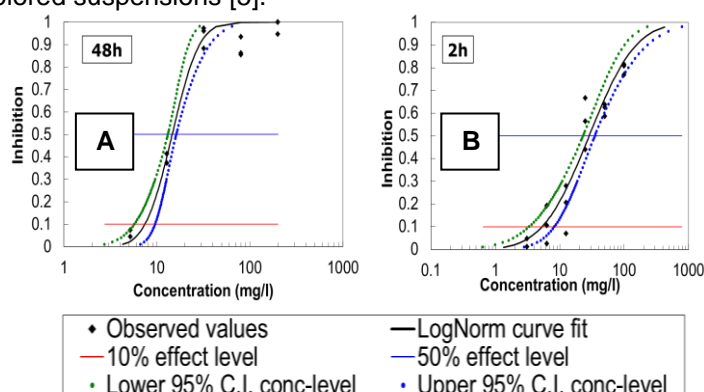 colored suspensions [5].
1
0.9
0.8
0.7
0.6
0.5
0.4
0.3
0.2
0.1
0
Inhibition
48h
A
1 10 100 1000
Concentration (mg/l)
1
0.9
0.8
0.7
0.6
0.5
0.4
0.3
0.2
0.1
0
Inhibition
2h
B
0.1 1 10 100 1000
Concentration (mg/l)
Observed values LogNorm curve fit
10% effect level 50% effect level
Lower 95% C.I. conc-level Upper 95% C.I. conc-level